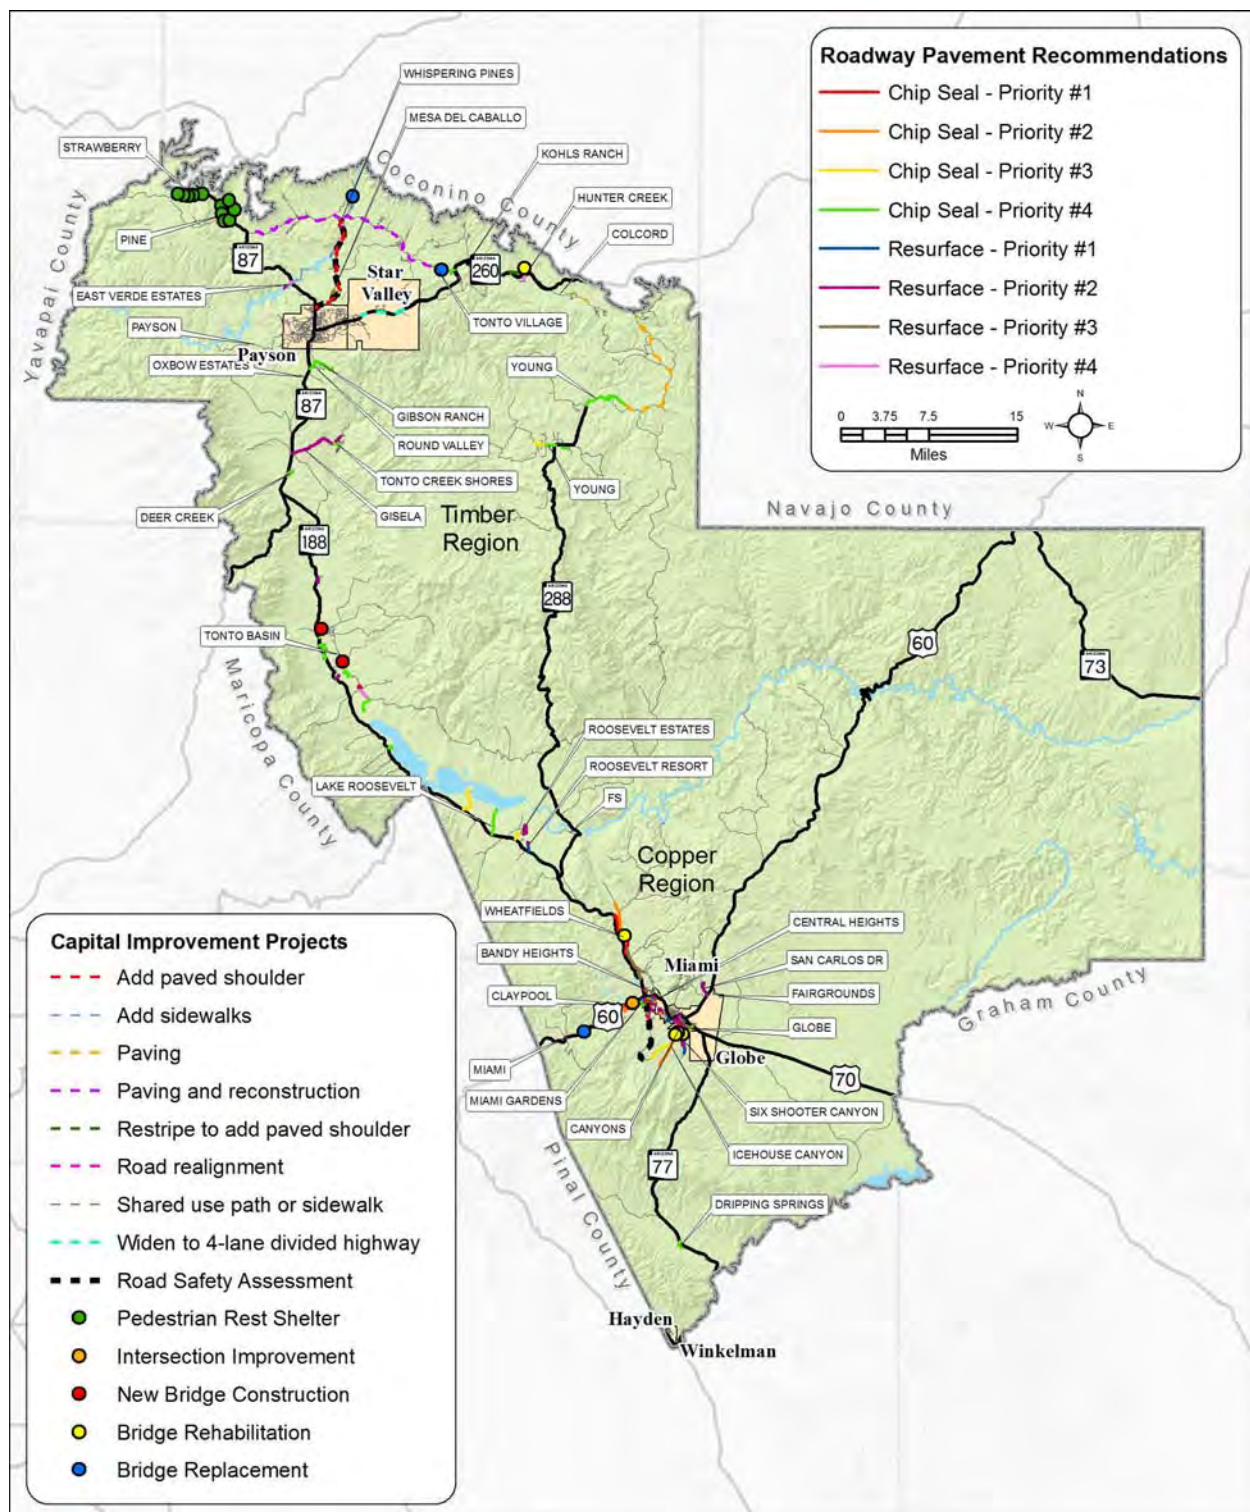 Roadway Pavement Recommendations
Chip Seal - Priority #1
Chip Seal - Priority #2
Chip Seal - Priority #3
Chip Seal - Priority #4
Resurface - Priority #1
Resurface - Priority #2
Resurface - Priority #3
Resurface - Priority #4
0 3.75 7.5 15
Miles
N
W E
S
WHISPERING PINES
MESA DEL CABALLO
STRAWBERRY
KOHLS RANCH
Coconino County
HUNTER CREEK
COLCORD
PINE
Yavapai County
ARIZONA
87
ARIZONA
260
Star
Valley
EAST VERDE ESTATES
TONTO VILLAGE
PAYSON
Payson
OXBOW ESTATES
YOUNG
ARIZONA
87
GIBSON RANCH
ROUND VALLEY
TONTO CREEK SHORES
YOUNG
DEER CREEK
GISELA
Timber
Region
Navajo County
ARIZONA
188
ARIZONA
288
60
ARIZONA
73
TONTO BASIN
Maricopa County
ROOSEVELT ESTATES
ROOSEVELT RESORT
LAKE ROOSEVELT
FS
Copper
Region
WHEATFIELDS
CENTRAL HEIGHTS
BANDY HEIGHTS
Miami
SAN CARLOS DR
CLAYPOOL
FAIRGROUNDS
60
GLOBE
Graham County
MIAMI
Globe
70
MIAMI GARDENS
SIX SHOOTER CANYON
CANYONS
ICEHOUSE CANYON
Pinal County
ARIZONA
77
DRIPPING SPRINGS
Hayden
Winkelman
Capital Improvement Projects
Add paved shoulder
Add sidewalks
Paving
Paving and reconstruction
Restripe to add paved shoulder
Road realignment
Shared use path or sidewalk
Widen to 4-lane divided highway
Road Safety Assessment
Pedestrian Rest Shelter
Intersection Improvement
New Bridge Construction
Bridge Rehabilitation
Bridge Replacement